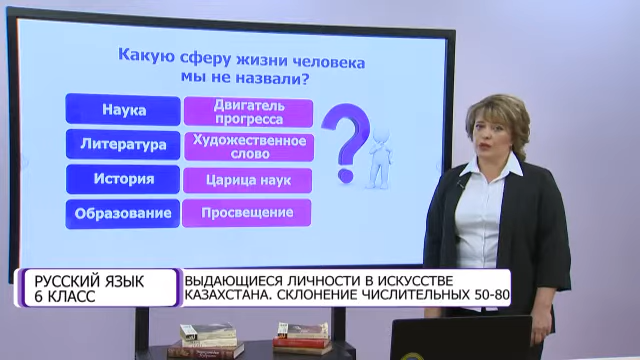 Какую сферу жизни человека
мы не назвали?
Наука
Двигатель
прогресса
Литература
Художественное
слово
История
Царица наук
Образование
Просвещение
РУССКИЙ ЯЗЫК
6 КЛАСС
ВЫДАЮЩИЕСЯ ЛИЧНОСТИ В ИСКУССТВЕ
КАЗАХСТАНА. СКЛОНЕНИЕ ЧИСЛИТЕЛЬНЫХ 50-80